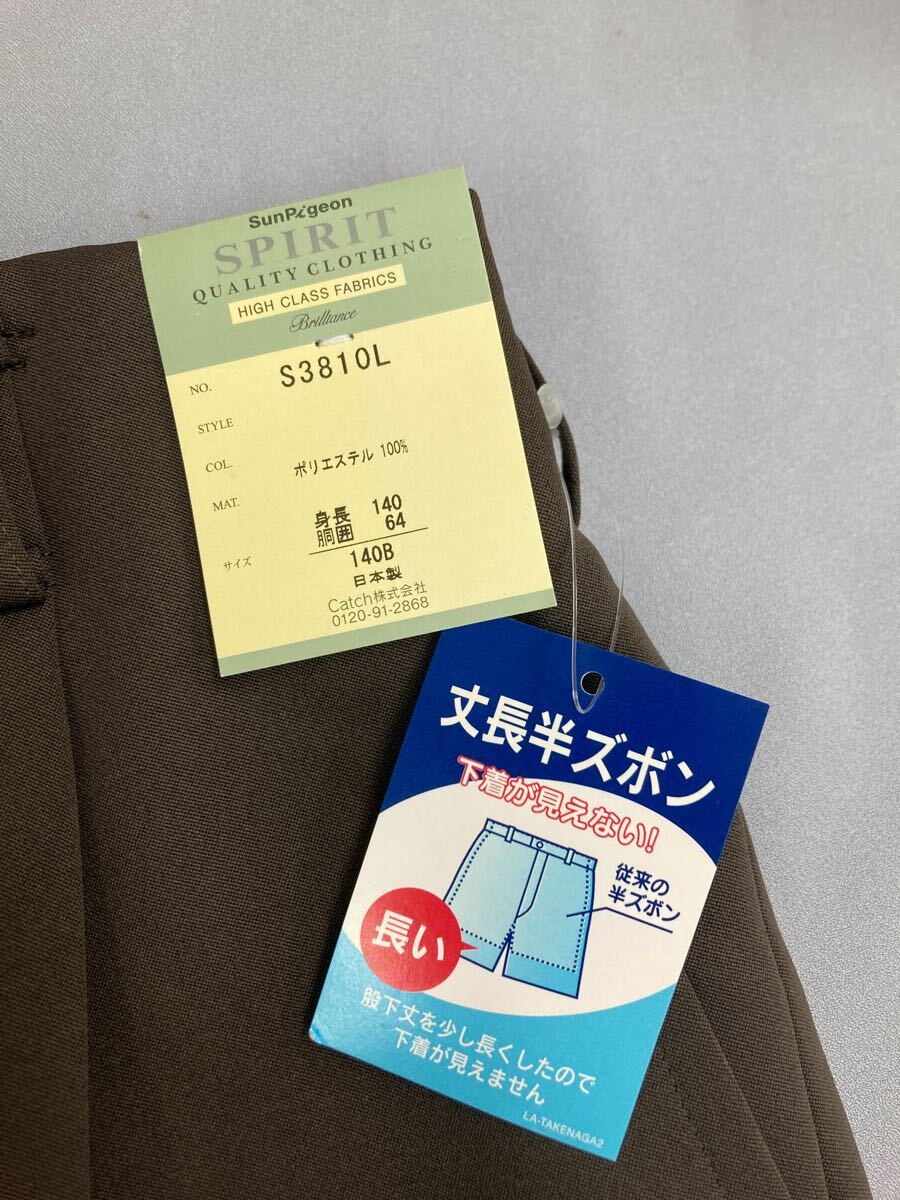 SunPigeon
SPIRIT
QUALITY CLOTHING
HIGH CLASS FABRICS
Brilliance
NO. S3810L
STYLE
COL.
ポリエステル 100%
MAT.
身長 140
胴囲 64
サイズ 140B
日本製
Catch株式会社
0120-91-2868
丈長半ズボン
下着が見えない!
従来の
半ズボン
長い
股下丈を少し長くしたので
下着が見えません
LA-TAKENAGA2